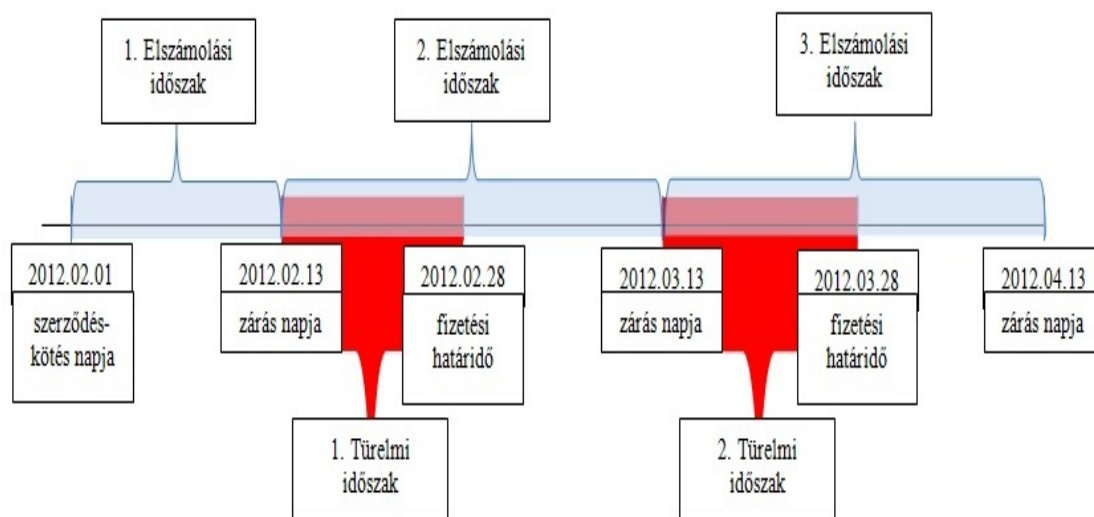 1. Elszámolási
időszak
2. Elszámolási
időszak
3. Elszámolási
időszak
2012.02.01
szerződés-
kötés napja
2012.02.13
zárás napja
2012.02.28
fizetési
határidő
2012.03.13
zárás napja
2012.03.28
fizetési
határidő
2012.04.13
zárás napja
1. Türelmi
időszak
2. Türelmi
időszak